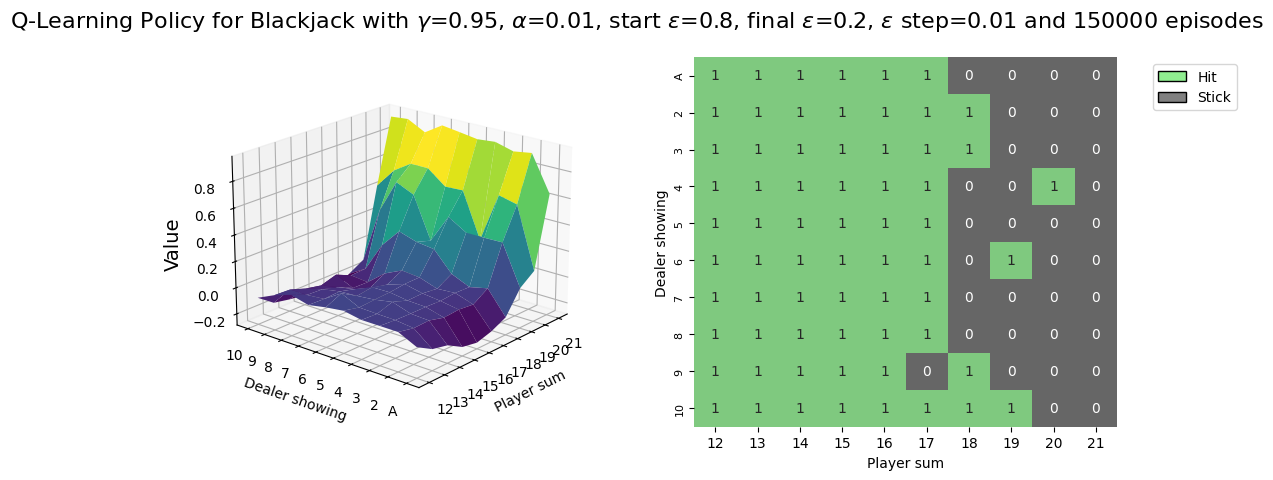 Q-Learning Policy for Blackjack with γ=0.95, α=0.01, start ε=0.8, final ε=0.2, ε step=0.01 and 150000 episodes
Value
0.8
0.6
0.4
0.2
0.0
−0.2
10 9 8 7 6 5 4 3 2 A
Dealer showing
12 13 14 15 16 17 18 19 20 21
Player sum
Dealer showing
A 1 1 1 1 1 1 0 0 0 0
2 1 1 1 1 1 1 1 0 0 0
3 1 1 1 1 1 1 1 0 0 0
4 1 1 1 1 1 1 0 0 1 0
5 1 1 1 1 1 1 0 0 0 0
6 1 1 1 1 1 1 0 1 0 0
7 1 1 1 1 1 1 0 0 0 0
8 1 1 1 1 1 1 0 0 0 0
9 1 1 1 1 1 0 1 0 0 0
10 1 1 1 1 1 1 1 1 0 0
12 13 14 15 16 17 18 19 20 21
Player sum
Hit
Stick